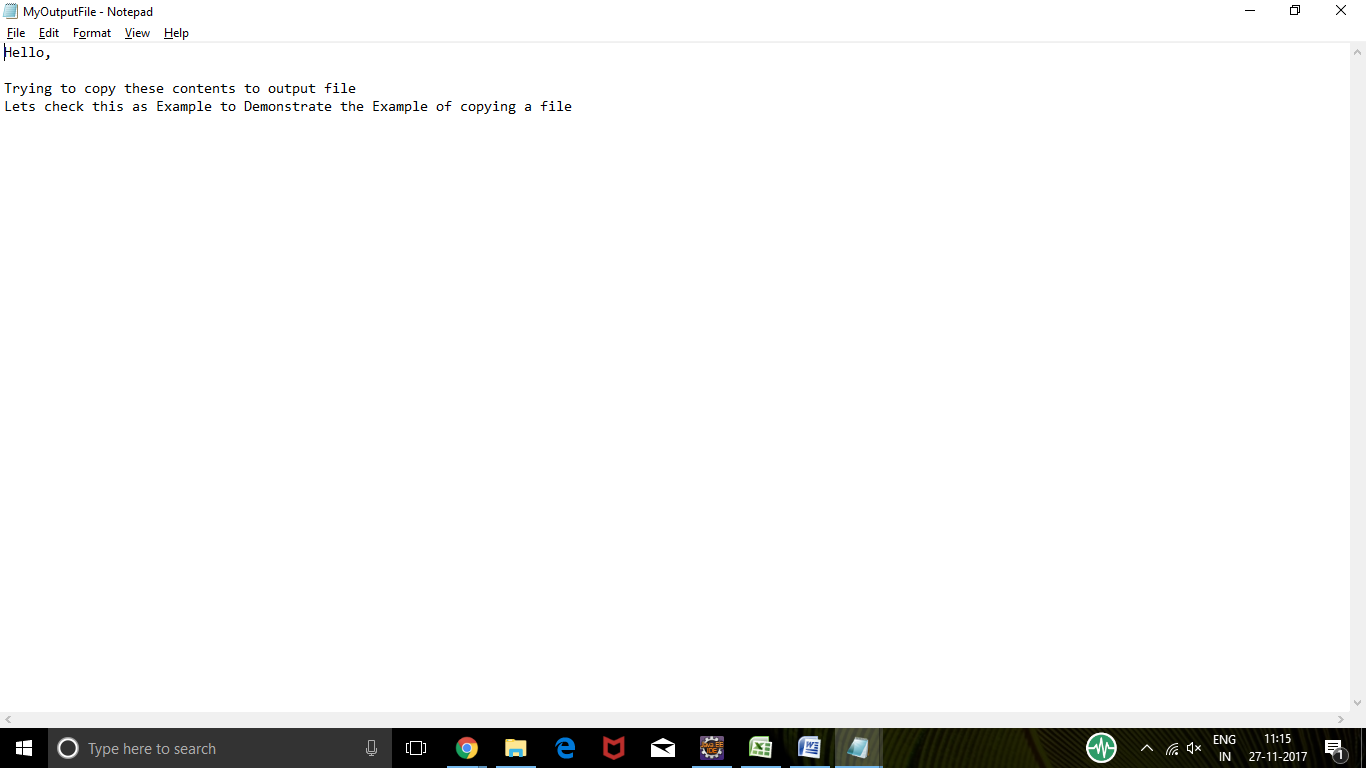 MyOutputFile - Notepad
File Edit Format View Help
Hello,

Trying to copy these contents to output file
Lets check this as Example to Demonstrate the Example of copying a file
Type here to search
ENG
IN
11:15
27-11-2017
1